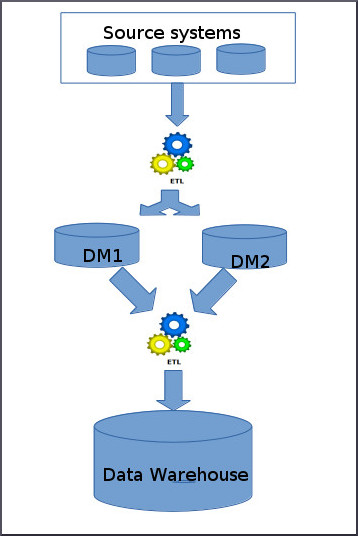 Source systems
ETL
DM1
DM2
ETL
Data Warehouse